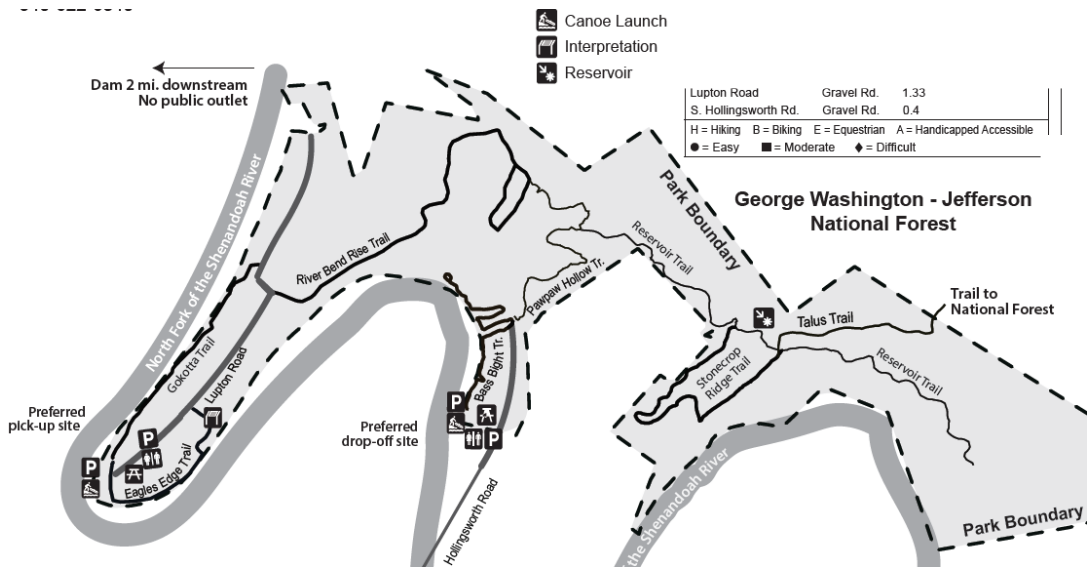 Canoe Launch
Interpretation
Reservoir
Dam 2 mi. downstream
No public outlet
Lupton Road Gravel Rd. 1.33
S. Hollingsworth Rd. Gravel Rd. 0.4
H = Hiking B = Biking E = Equestrian A = Handicapped Accessible
● = Easy ■ = Moderate ♦ = Difficult
George Washington - Jefferson
National Forest
Park Boundary
North Fork of the Shenandoah River
River Bend Rise Trail
Reservoir Trail
Pawpaw Hollow Tr.
Trail to
National Forest
Talus Trail
Gokotta Trail
Lupton Road
Stonecrop
Ridge Trail
Reservoir Trail
Bass Bight Tr.
Preferred
pick-up site
Preferred
drop-off site
P
P
P
P
Eagles Edge Trail
Hollingsworth Road
of the Shenandoah River
Park Boundary